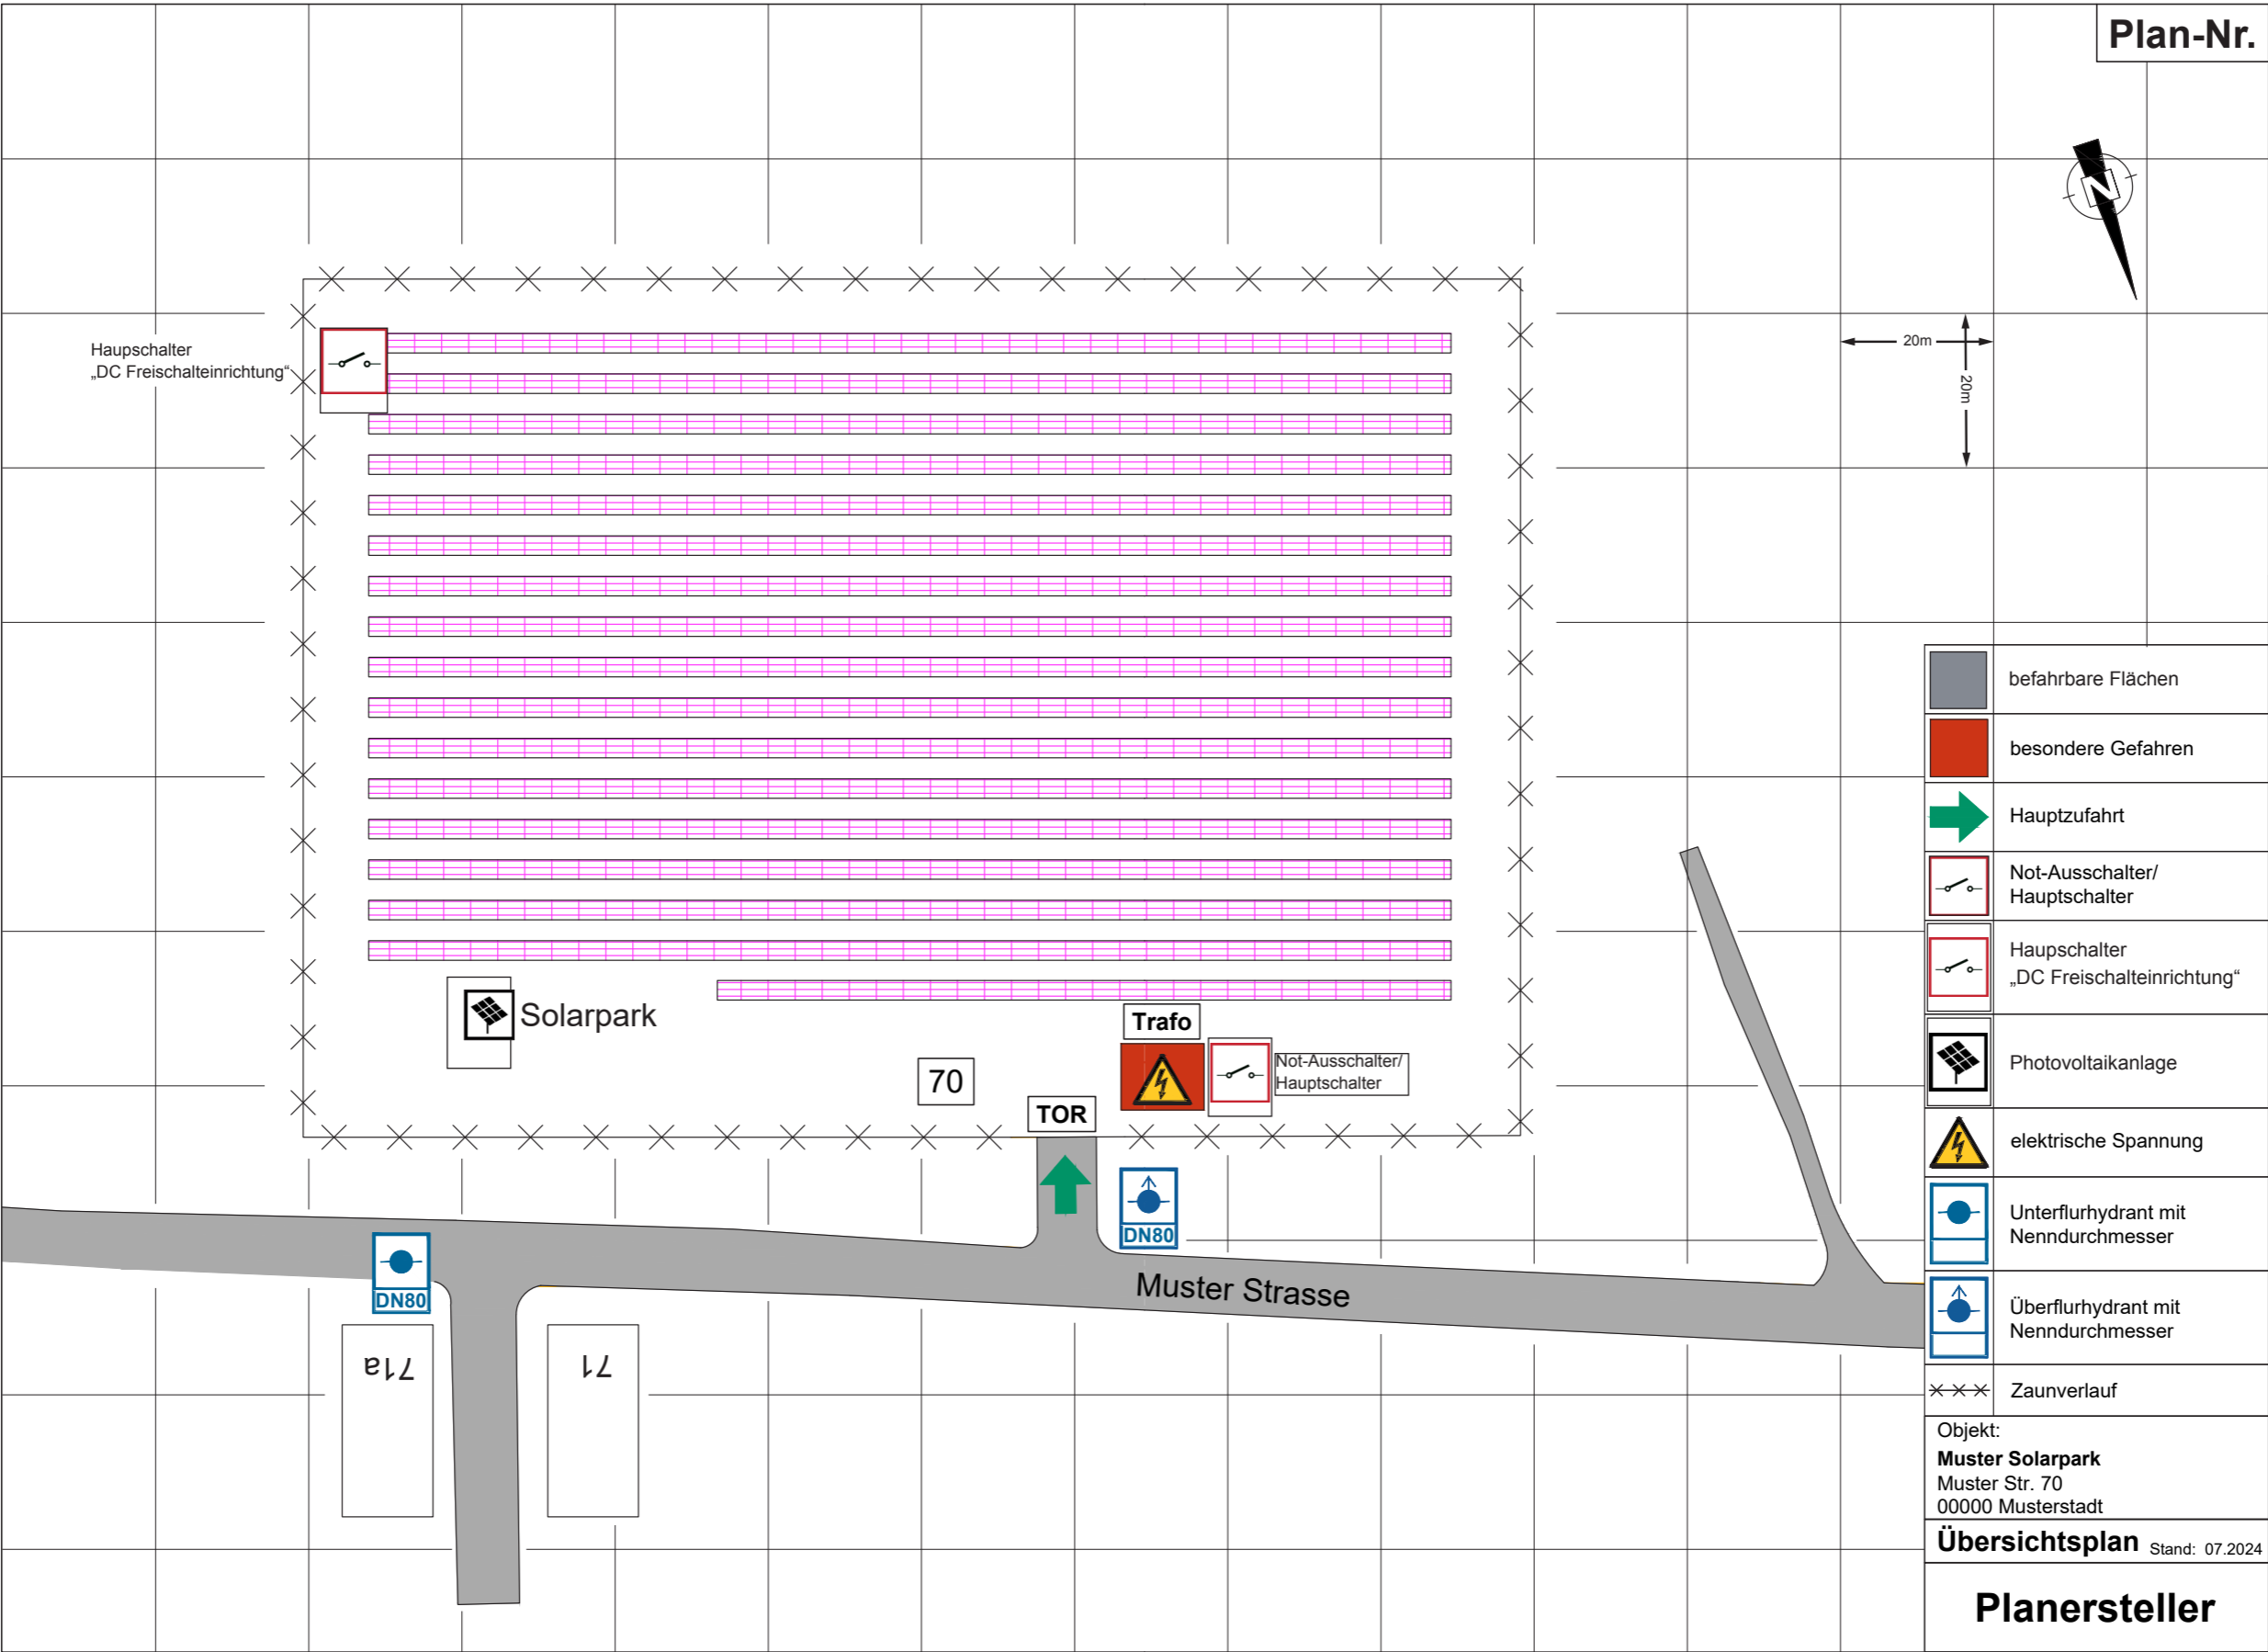 Plan-Nr.
N
Haupschalter
„DC Freischalteinrichtung“
20m
20m
Solarpark
Trafo
70
Not-Ausschalter/
Hauptschalter
TOR
DN80
DN80
Muster Strasse
71a
71
befahrbare Flächen
besondere Gefahren
Hauptzufahrt
Not-Ausschalter/
Hauptschalter
Haupschalter
„DC Freischalteinrichtung“
Photovoltaikanlage
elektrische Spannung
Unterflurhydrant mit
Nenndurchmesser
Überflurhydrant mit
Nenndurchmesser
Zaunverlauf
Objekt:
Muster Solarpark
Muster Str. 70
00000 Musterstadt
Übersichtsplan Stand: 07.2024
Planersteller